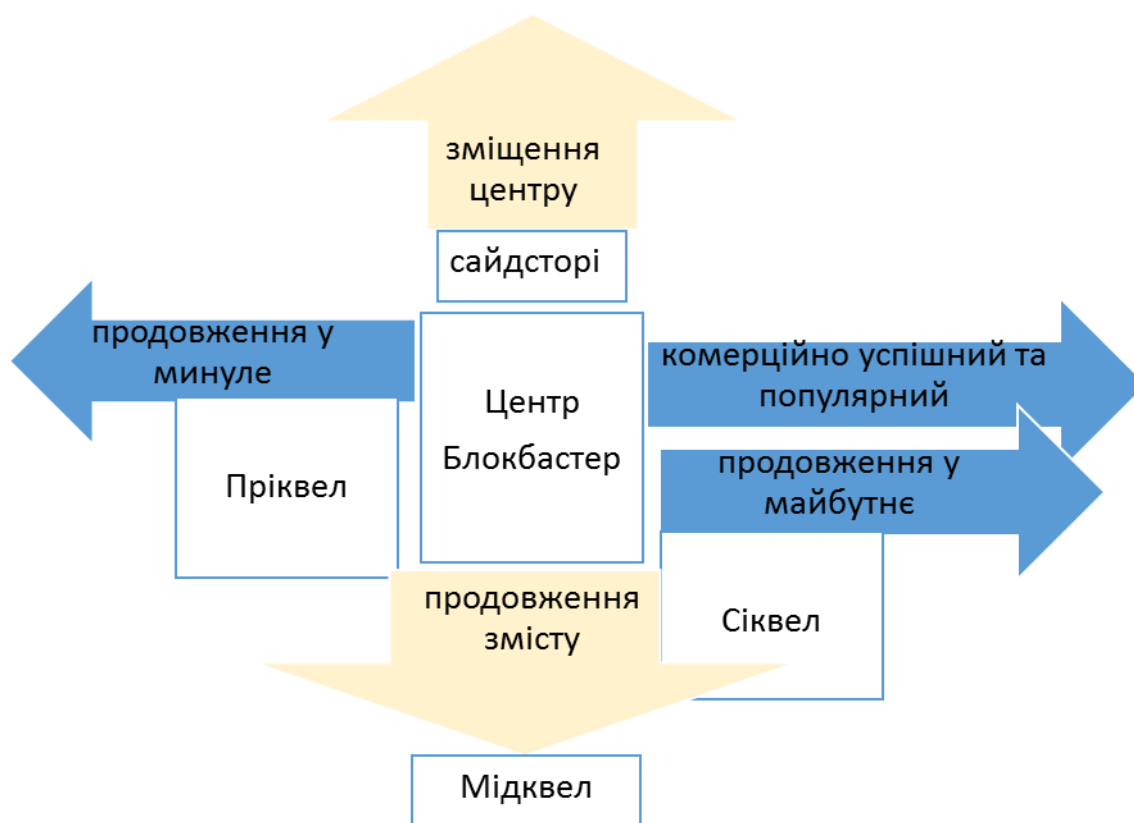 зміщення
центру
сайдсторі
продовження у
минуле
комерційно успішний та
популярний
Центр
Блокбастер
Пріквел
продовження у
майбутнє
продовження
змісту
Сіквел
Мідквел